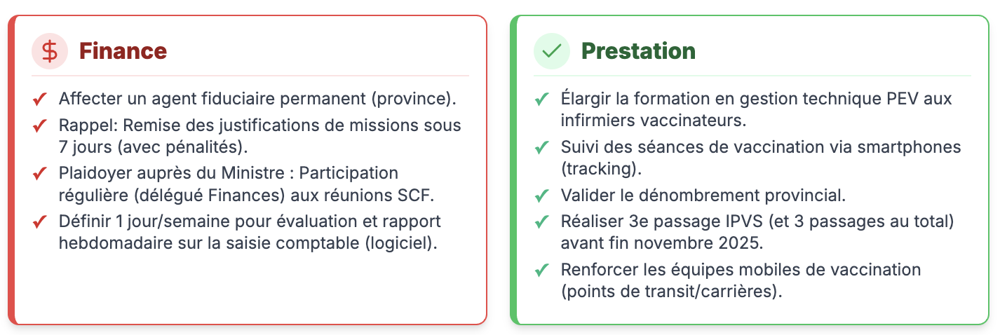 Finance
Affecter un agent fiduciaire permanent (province).
Rappel: Remise des justifications de missions sous
7 jours (avec pénalités).
Plaidoyer auprès du Ministre : Participation
régulière (délégué Finances) aux réunions SCF.
Définir 1 jour/semaine pour évaluation et rapport
hebdomadaire sur la saisie comptable (logiciel).
Prestation
Élargir la formation en gestion technique PEV aux
infirmiers vaccinateurs.
Suivi des séances de vaccination via smartphones
(tracking).
Valider le dénombrement provincial.
Réaliser 3e passage IPVS (et 3 passages au total)
avant fin novembre 2025.
Renforcer les équipes mobiles de vaccination
(points de transit/carrières).